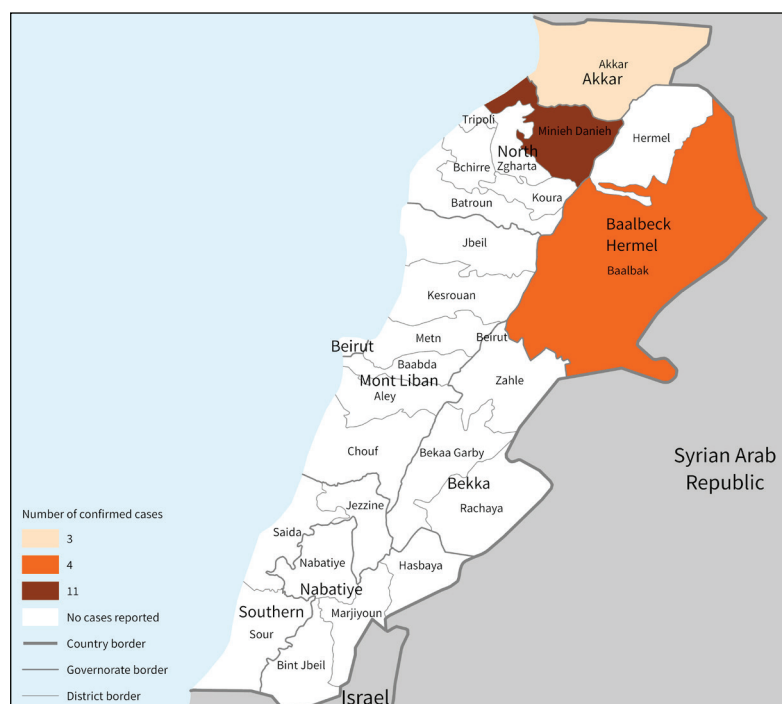 Akkar
Akkar
Tripoli
Minieh Danieh
Hermel
North
Zgharta
Bchirre
Batroun
Koura
Baalbeck
Hermel
Baalbak
Jbeil
Kesrouan
Metn
Beirut
Beirut
Baabda
Mont Liban
Aley
Zahle
Chouf
Bekaa Garby
Syrian Arab
Republic
Bekka
Rachaya
Jezzine
Saida
Nabatiye
Hasbaya
Nabatiye
Southern
Marjiyoun
Sour
Bint Jbeil
Israel
Number of confirmed cases
3
4
11
No cases reported
Country border
Governorate border
District border